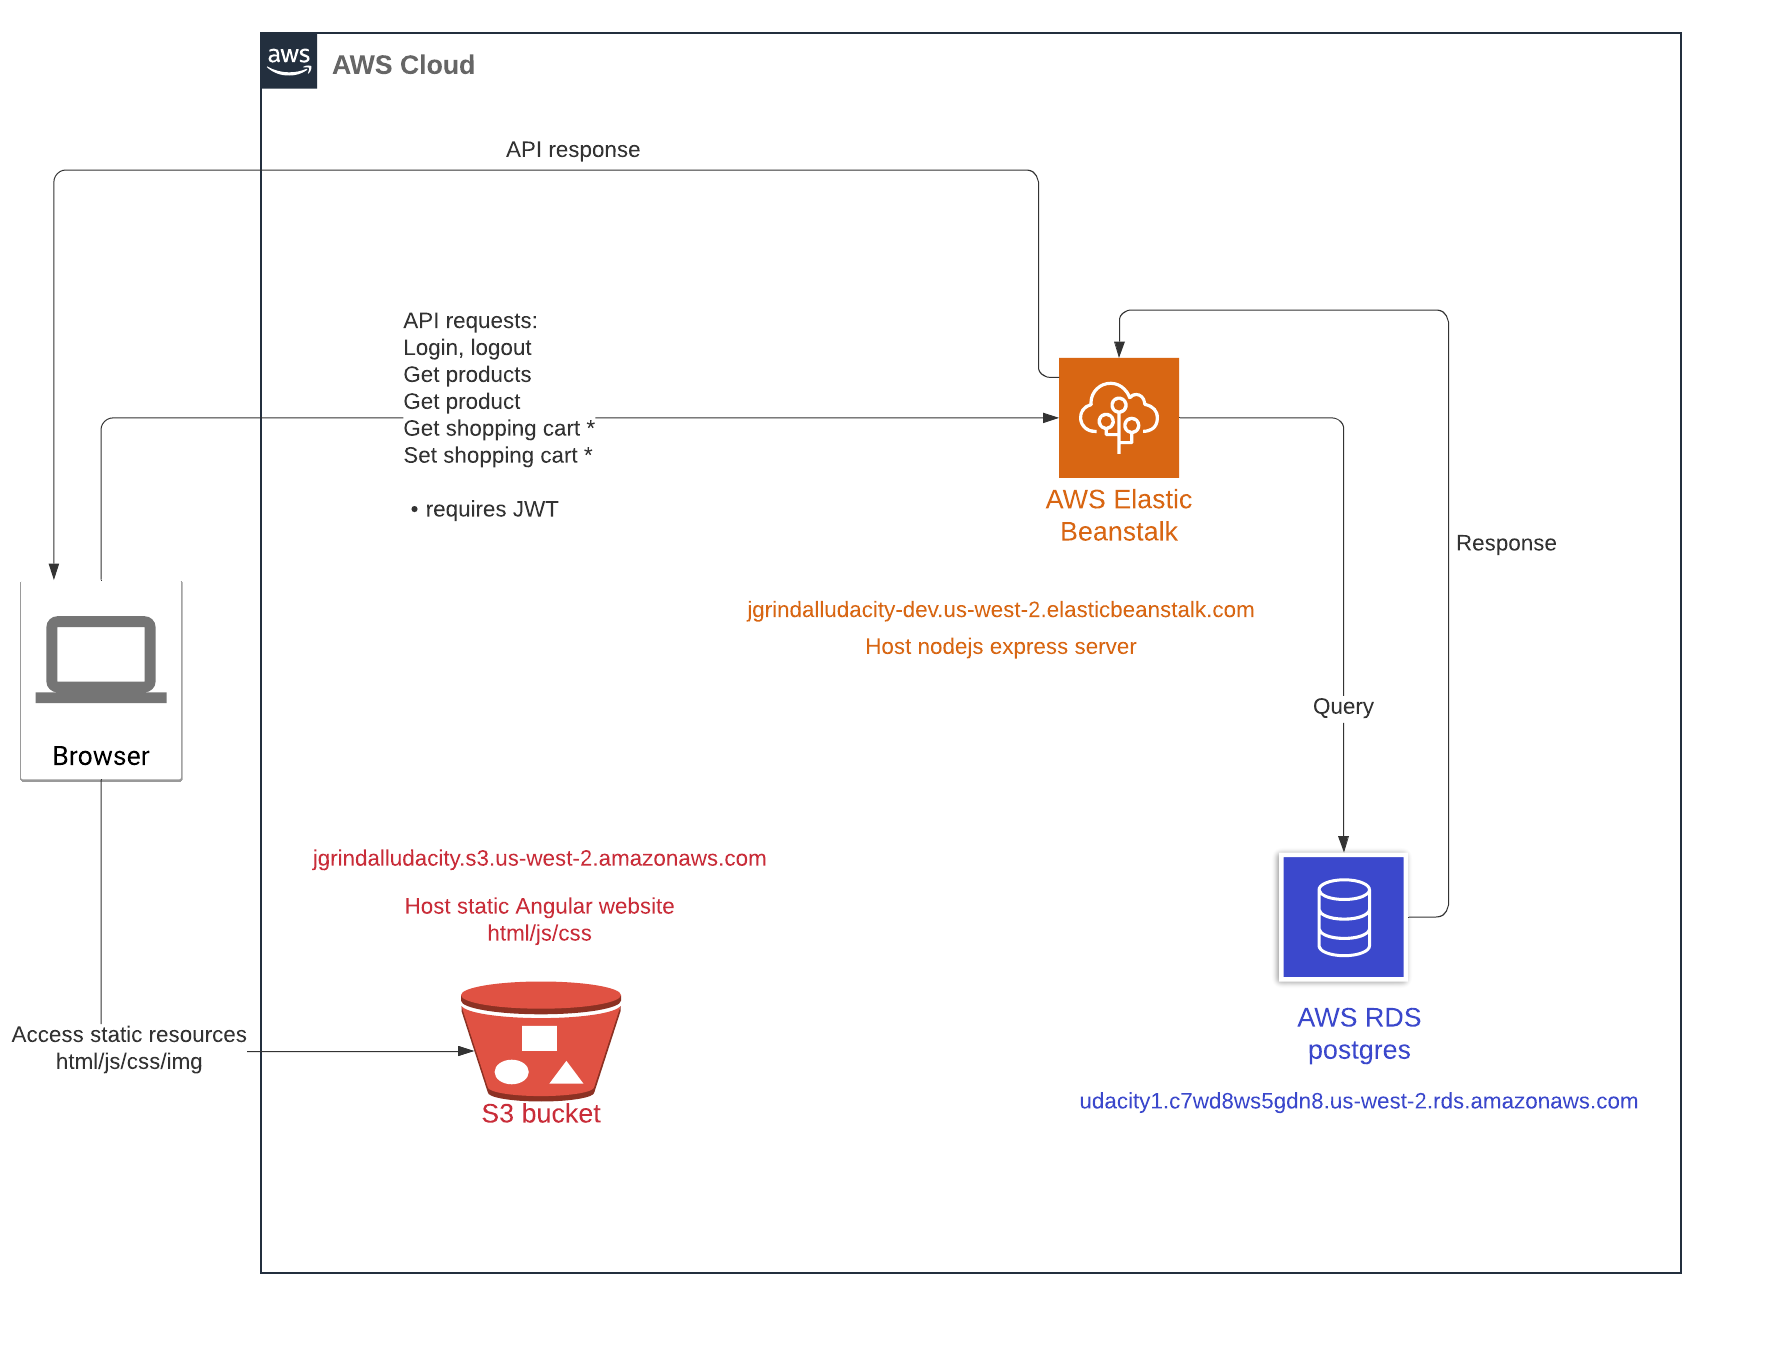 aws
AWS Cloud
API response
API requests:
Login, logout
Get products
Get product
Get shopping cart *
Set shopping cart *
• requires JWT
AWS Elastic
Beanstalk
Response
jgrindalludacity-dev.us-west-2.elasticbeanstalk.com
Host nodejs express server
Query
Browser
jgrindalludacity.s3.us-west-2.amazonaws.com
Host static Angular website
html/js/css
Access static resources
html/js/css/img
S3 bucket
AWS RDS
postgres
udacity1.c7wd8ws5gdn8.us-west-2.rds.amazonaws.com